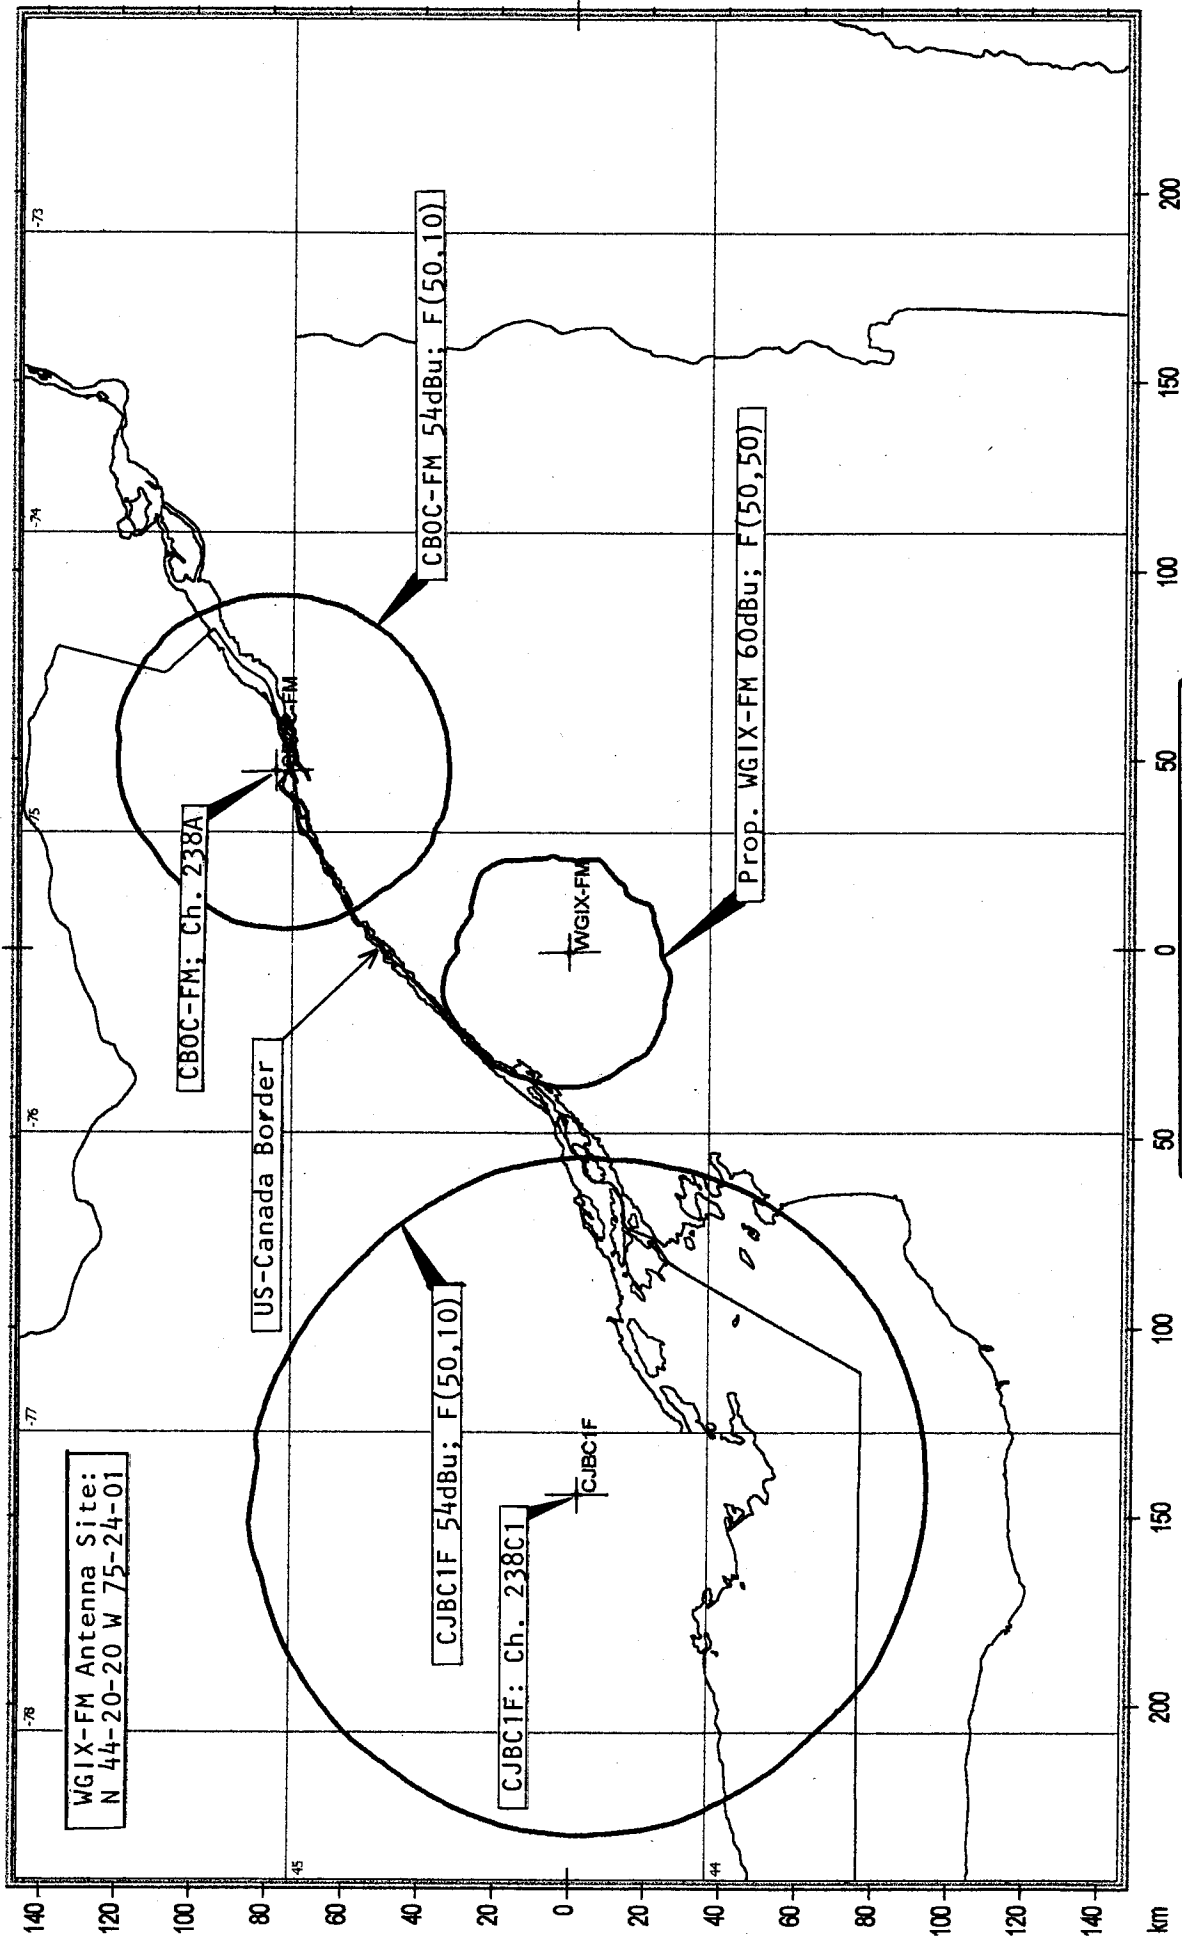 WGIX-FM Antenna Site:
N 44-20-20 W 75-24-01
-78
-77
-76
-75
-74
-73
45
44
US-Canada Border
CBOC-FM; Ch. 238A
CBOC-FM 54dBu; F(50,10)
CJBC1F 54dBu; F(50,10)
CJBC1F: Ch. 238C1
CJBC1F
WGIX-FM
Prop. WGIX-FM 60dBu; F(50,50)
140
120
100
80
60
40
20
0
20
40
60
80
100
120
140
km
200
150
100
50
0
50
100
150
200